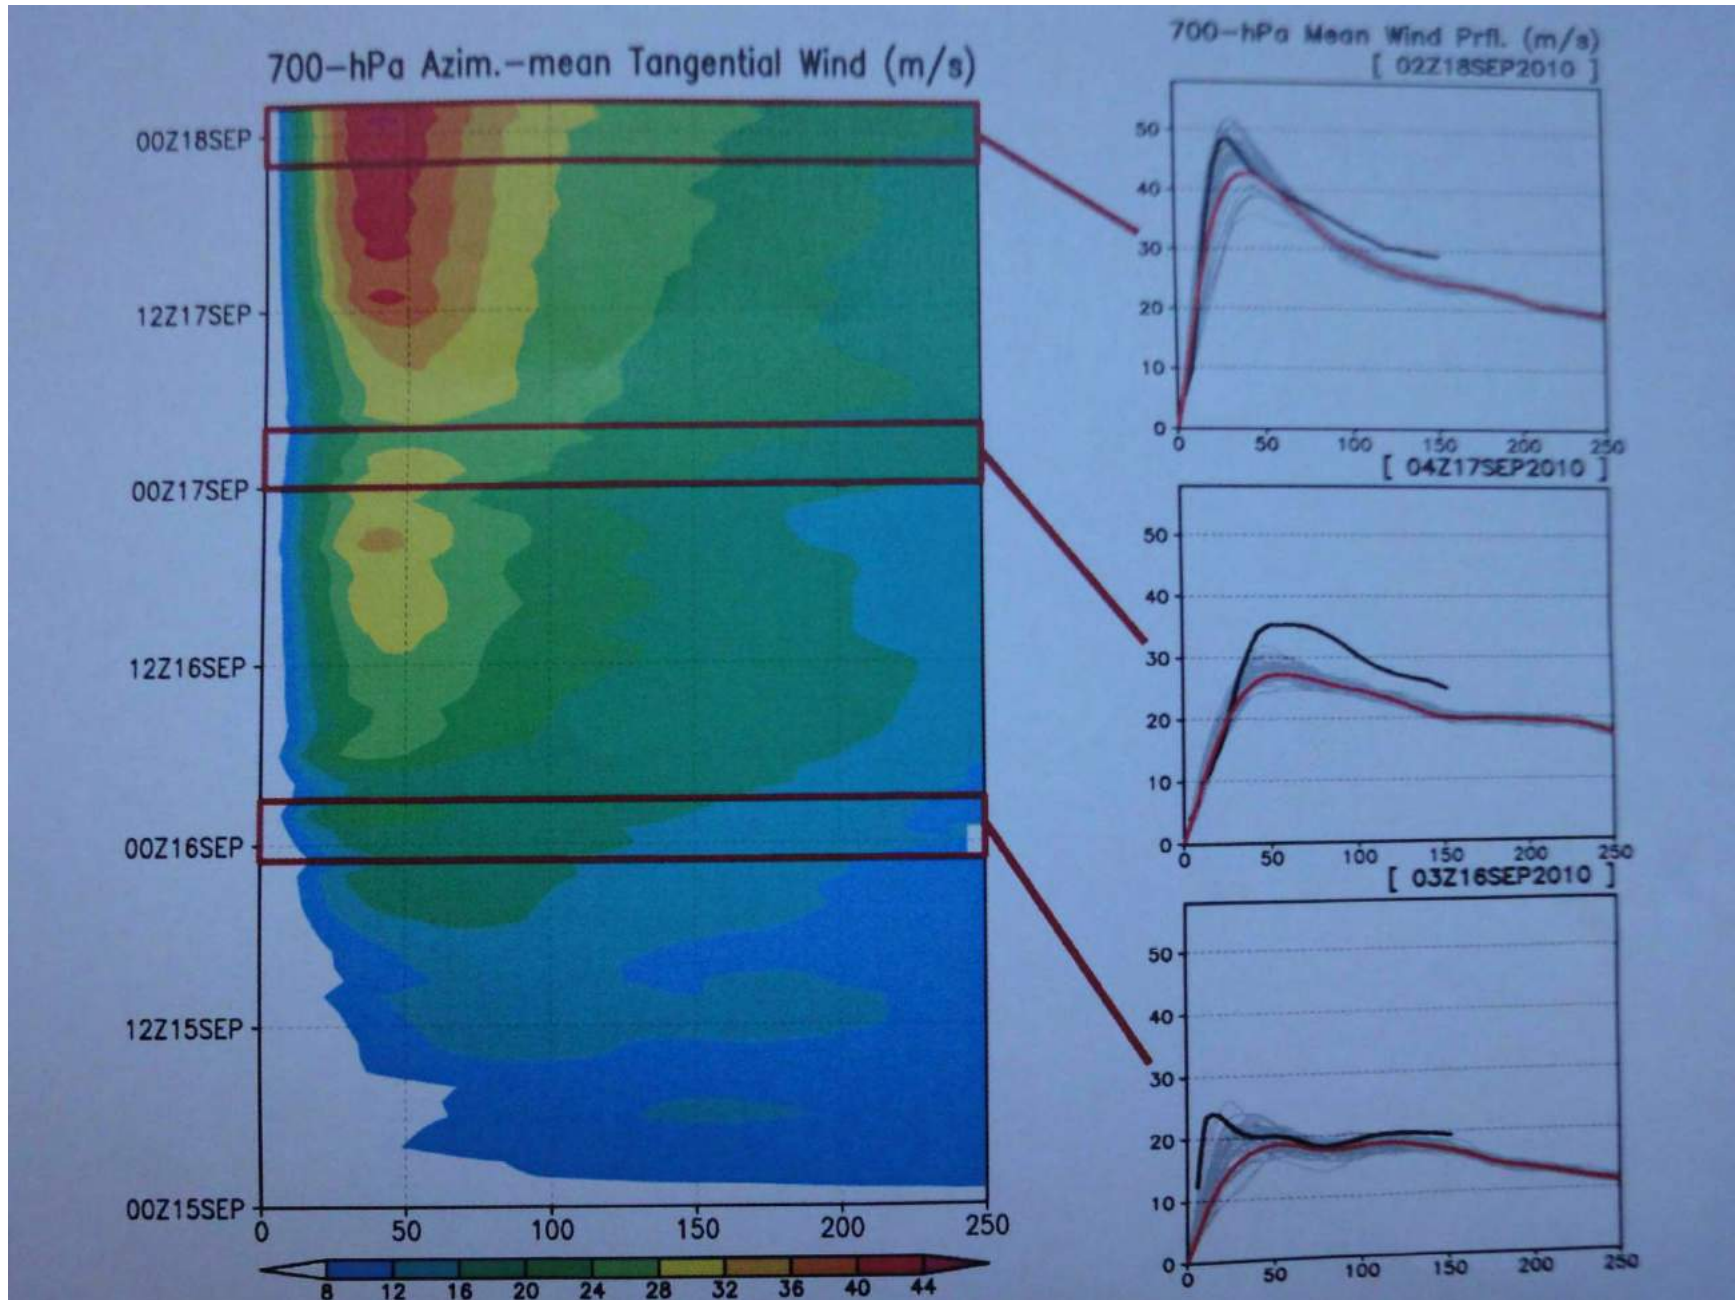 700-hPa Azim.-mean Tangential Wind (m/s)
00Z18SEP
12Z17SEP
00Z17SEP
12Z16SEP
00Z16SEP
12Z15SEP
00Z15SEP
0 50 100 150 200 250
8 12 16 20 24 28 32 36 40 44
700-hPa Mean Wind Prfl. (m/s)
[ 02Z18SEP2010 ]
50
40
30
20
10
0
0 50 100 150 200 250
[ 04Z17SEP2010 ]
50
40
30
20
10
0
0 50 100 150 200 250
[ 03Z16SEP2010 ]
50
40
30
20
10
0
0 50 100 150 200 250